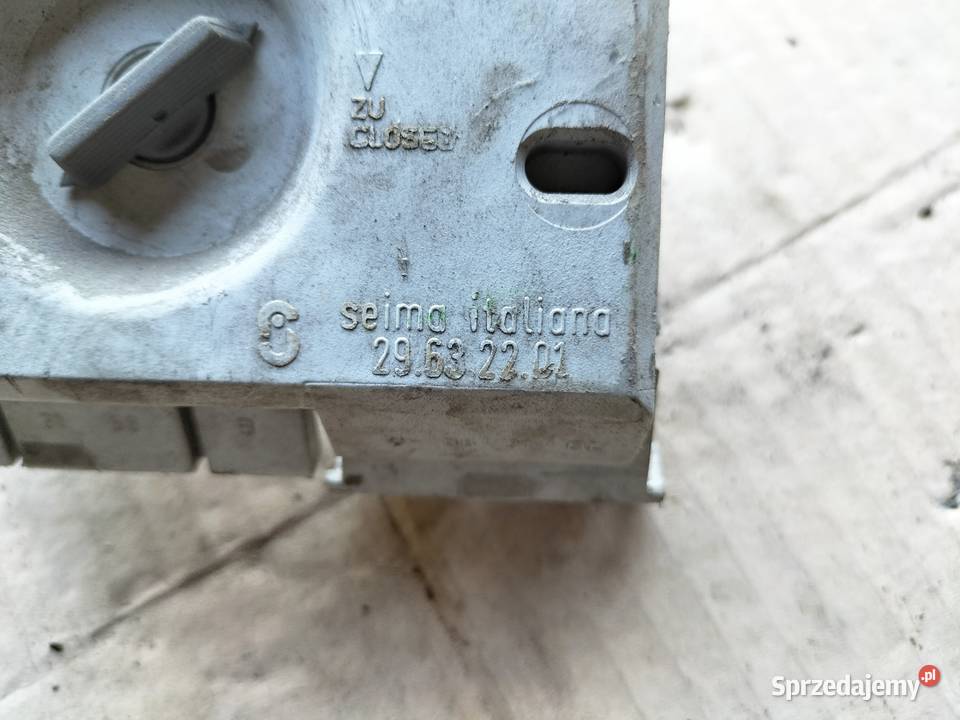 ZU
CLOSED
seima italiana
29.63.22.01
Sprzedajemy.pl